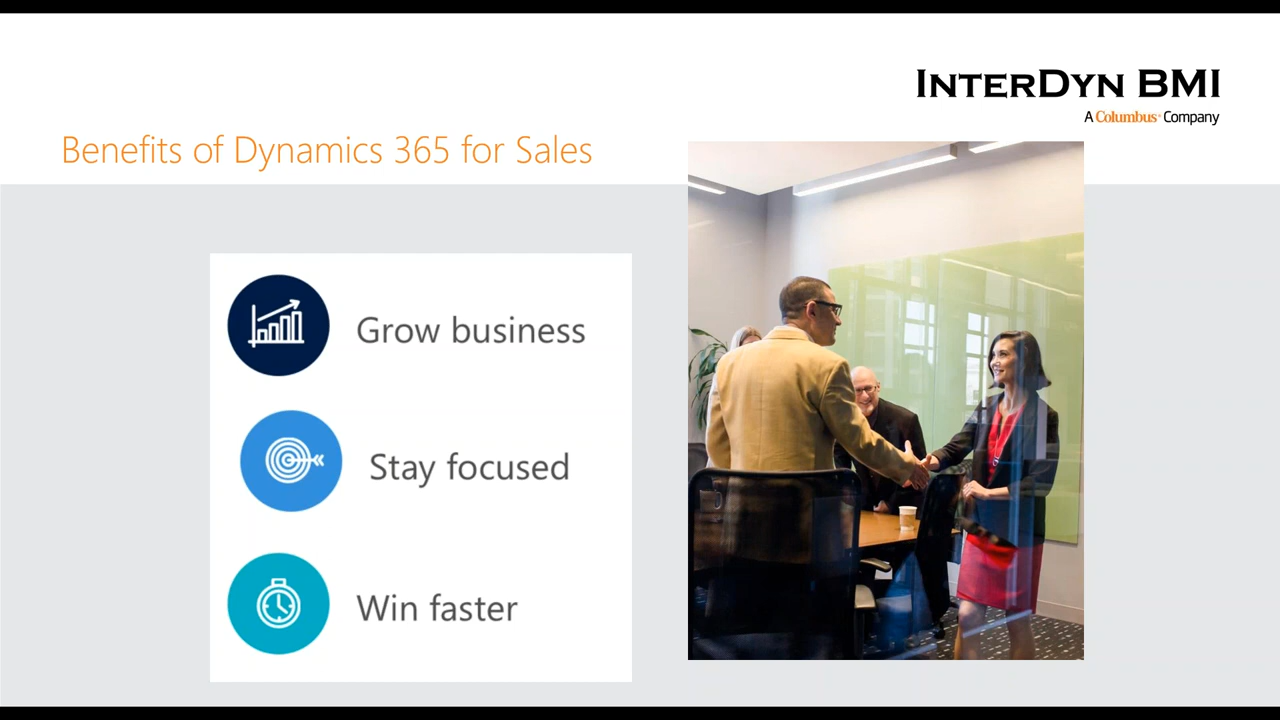 INTERDYN BMI
A Columbus® Company
Benefits of Dynamics 365 for Sales
Grow business
Stay focused
Win faster